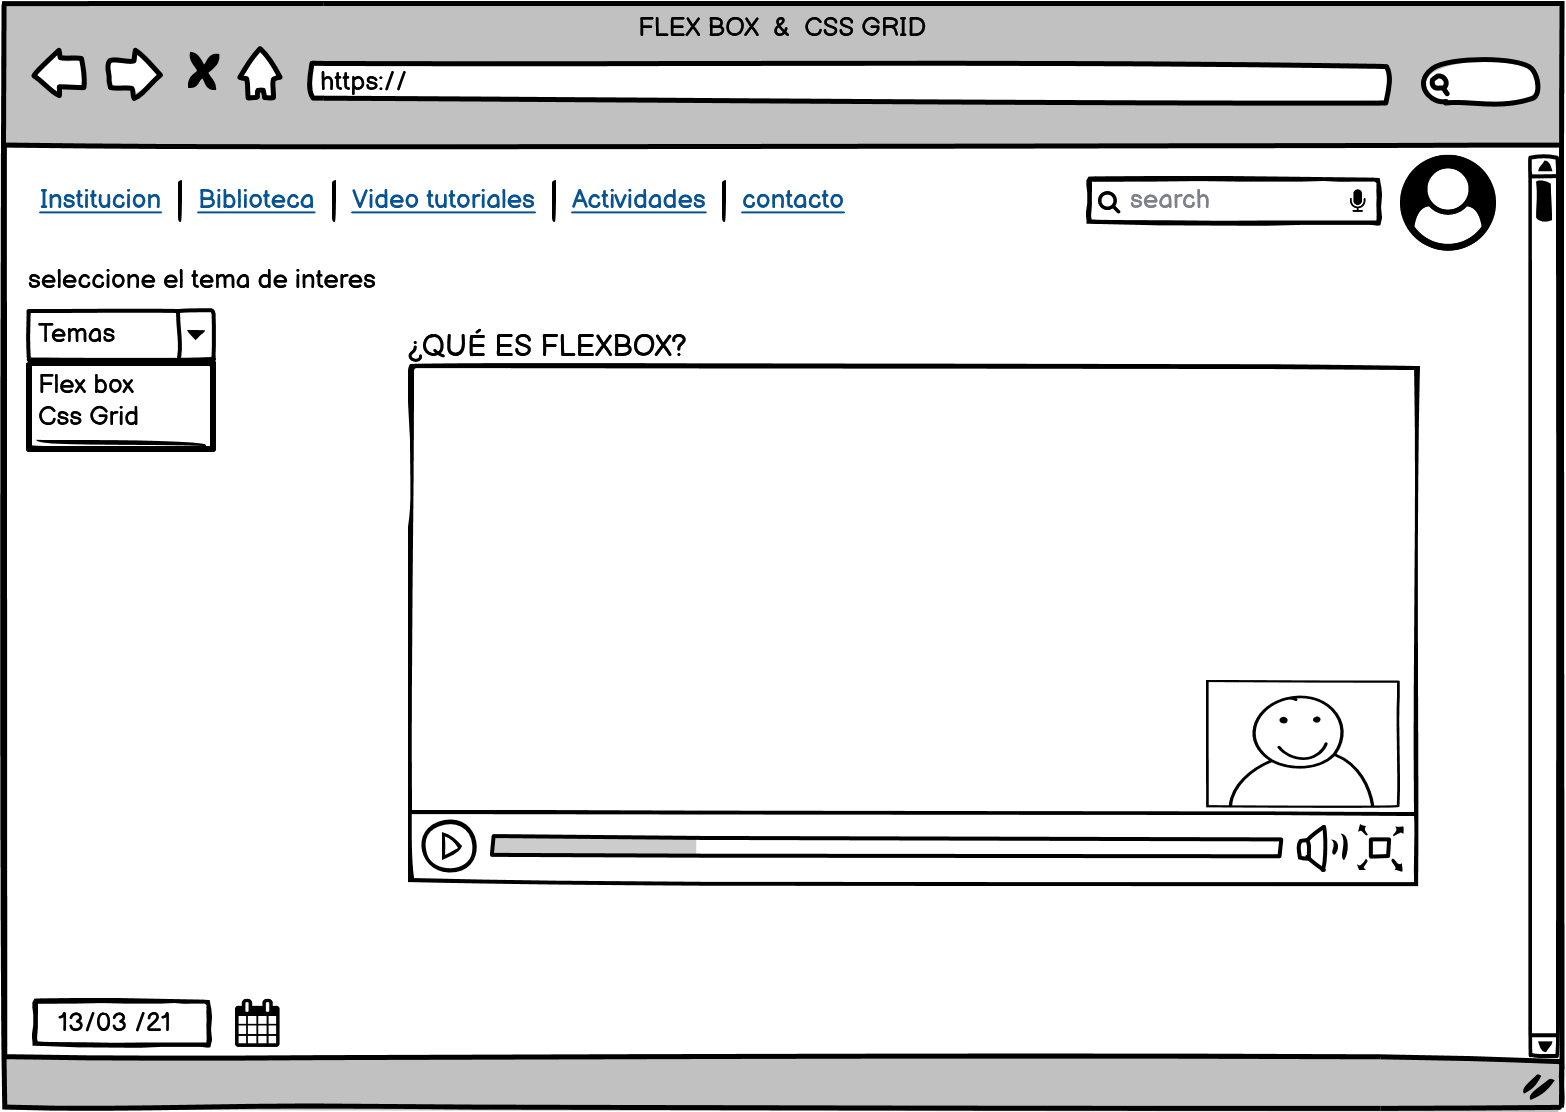 FLEX BOX & CSS GRID
https://
Institucion Biblioteca Video tutoriales Actividades contacto search
seleccione el tema de interes
Temas
¿QUÉ ES FLEXBOX?
Flex box
Css Grid
13/03 /21